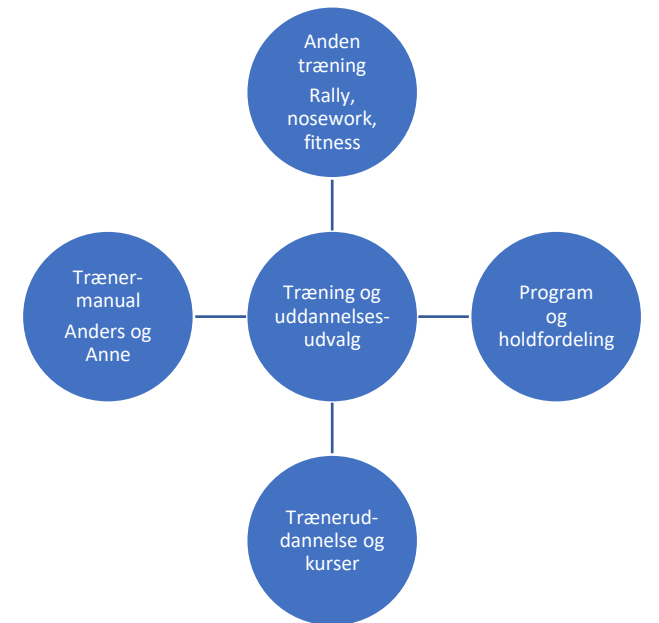 Anden
træning
Rally,
nosework,
fitness
Træner-
manual
Anders og
Anne
Træning og
uddannelses-
udvalg
Program
og
holdfordeling
Trænerud-
dannelse og
kurser